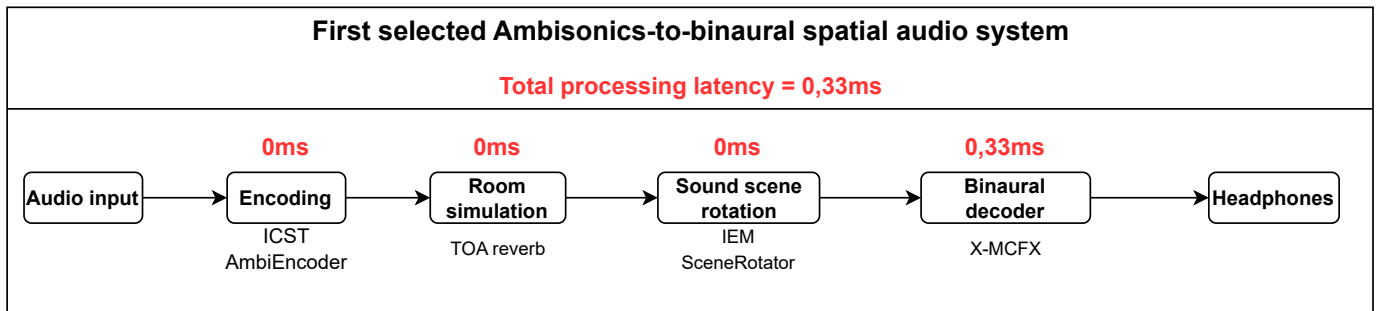 First selected Ambisonics-to-binaural spatial audio system
Total processing latency = 0,33ms
0ms
0ms
0ms
0,33ms
Audio input
Encoding
Room
simulation
Sound scene
rotation
Binaural
decoder
Headphones
ICST
AmbiEncoder
TOA reverb
IEM
SceneRotator
X-MCFX